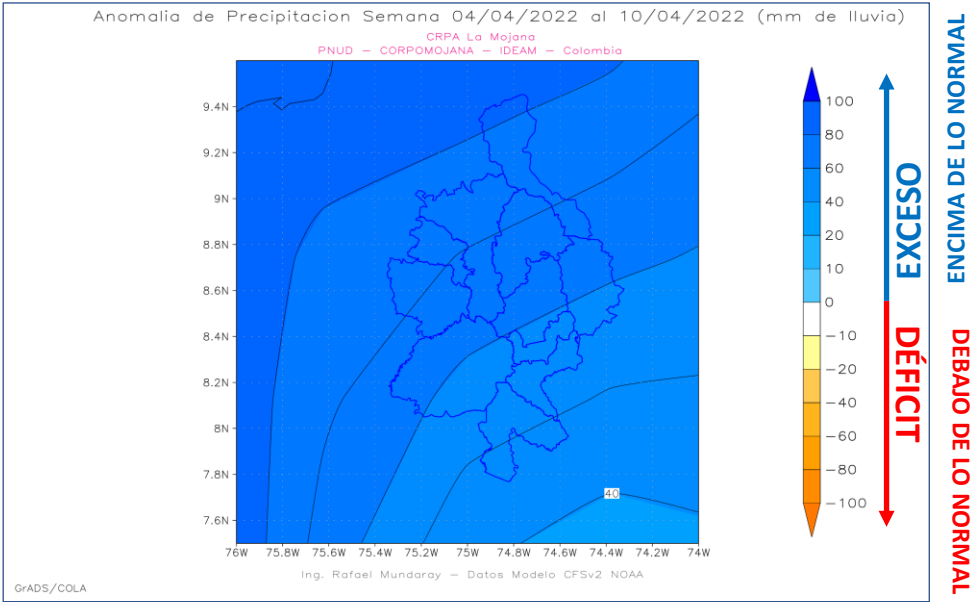 Anomalia de Precipitacion Semana 04/04/2022 al 10/04/2022 (mm de lluvia)
CRPA La Mojana
PNUD – CORPOMOJANA – IDEAM – Colombia
9.4N
9.2N
9N
8.8N
8.6N
8.4N
8.2N
8N
7.8N
7.6N
40
76W 75.8W 75.6W 75.4W 75.2W 75W 74.8W 74.6W 74.4W 74.2W 74W
Ing. Rafael Mundaray – Datos Modelo CFSv2 NOAA
GrADS/COLA
100
80
60
40
20
10
0
−10
−20
−40
−60
−80
−100
EXCESO
DÉFICIT
ENCIMA DE LO NORMAL
DEBAJO DE LO NORMAL